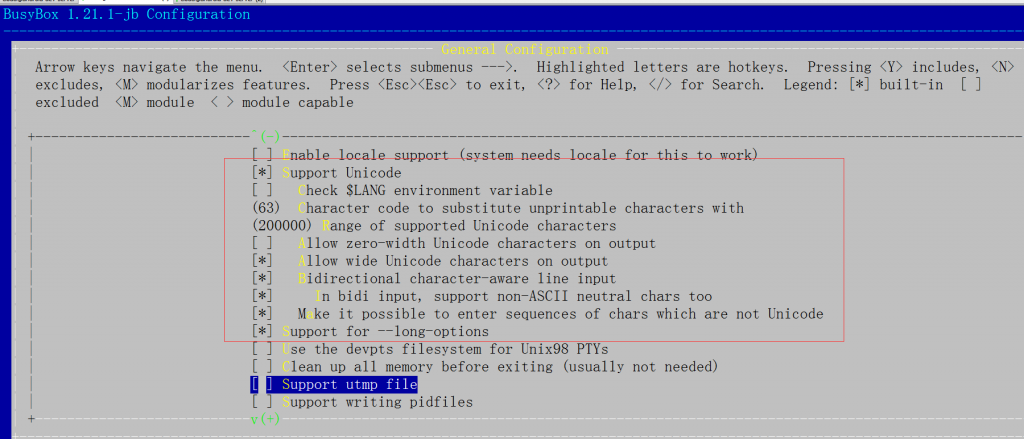 BusyBox 1.21.1-jb Configuration
General Configuration
Arrow keys navigate the menu. <Enter> selects submenus --->. Highlighted letters are hotkeys. Pressing <Y> includes, <N>
excludes, <M> modularizes features. Press <Esc><Esc> to exit, <?> for Help, </> for Search. Legend: [*] built-in [ ]
excluded <M> module < > module capable
^(-)
[ ] Enable locale support (system needs locale for this to work)
[*] Support Unicode
[ ] Check $LANG environment variable
(63) Character code to substitute unprintable characters with
(200000) Range of supported Unicode characters
[ ] Allow zero-width Unicode characters on output
[*] Allow wide Unicode characters on output
[*] Bidirectional character-aware line input
[*] In bidi input, support non-ASCII neutral chars too
[*] Make it possible to enter sequences of chars which are not Unicode
[*] Support for --long-options
[ ] Use the devpts filesystem for Unix98 PTYs
[ ] Clean up all memory before exiting (usually not needed)
[ ] Support utmp file
[ ] Support writing pidfiles
v(+)